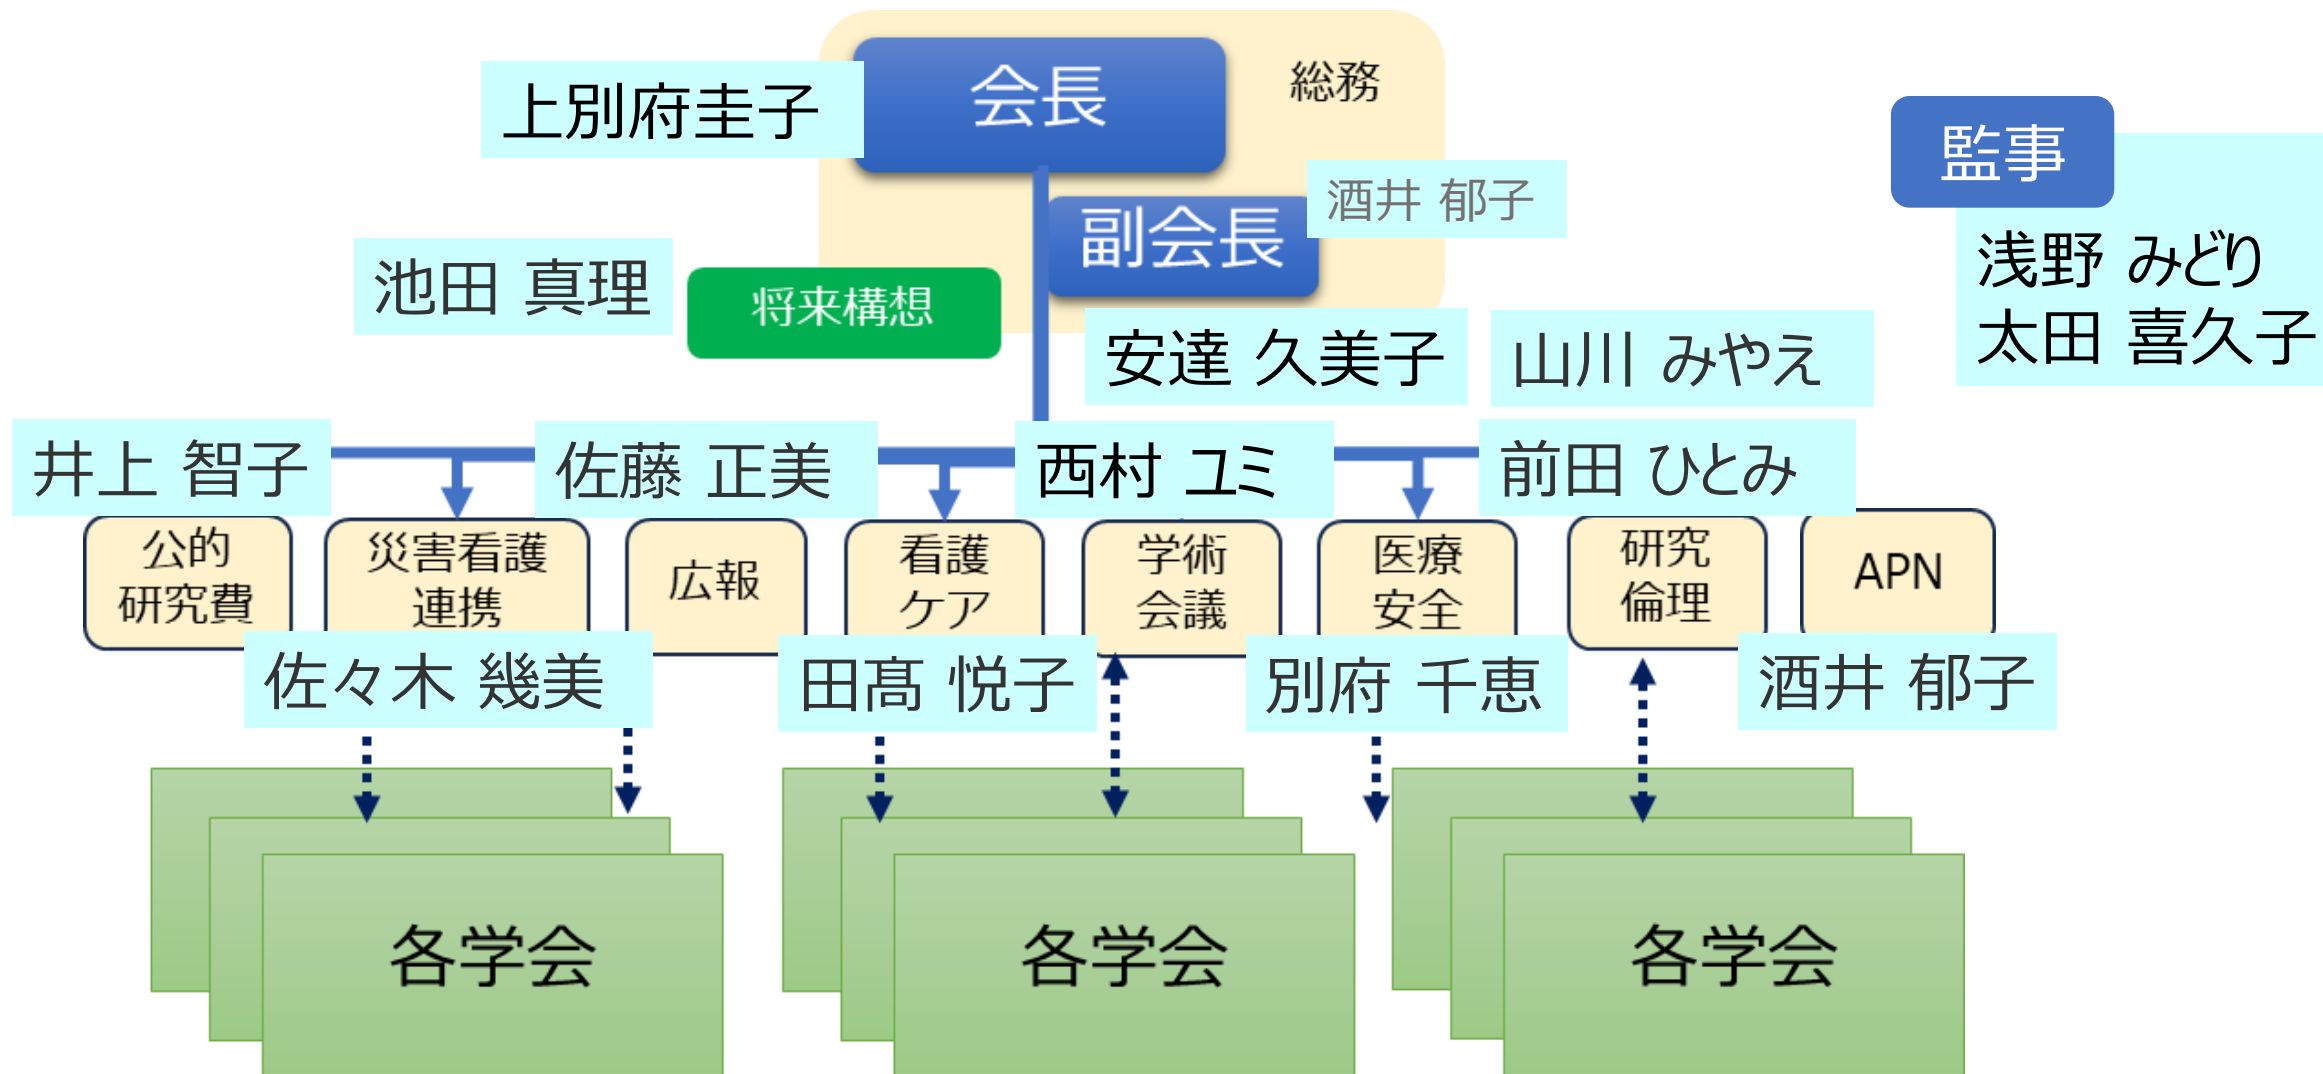 会長
総務
上別府圭子
監事
酒井 郁子
副会長
浅野 みどり
太田 喜久子
池田 真理
将来構想
安達 久美子
山川 みやえ
井上 智子
佐藤 正美
西村 ユミ
前田 ひとみ
公的
研究費
災害看護
連携
広報
看護
ケア
学術
会議
医療
安全
研究
倫理
APN
佐々木 幾美
田髙 悦子
別府 千恵
酒井 郁子
各学会
各学会
各学会